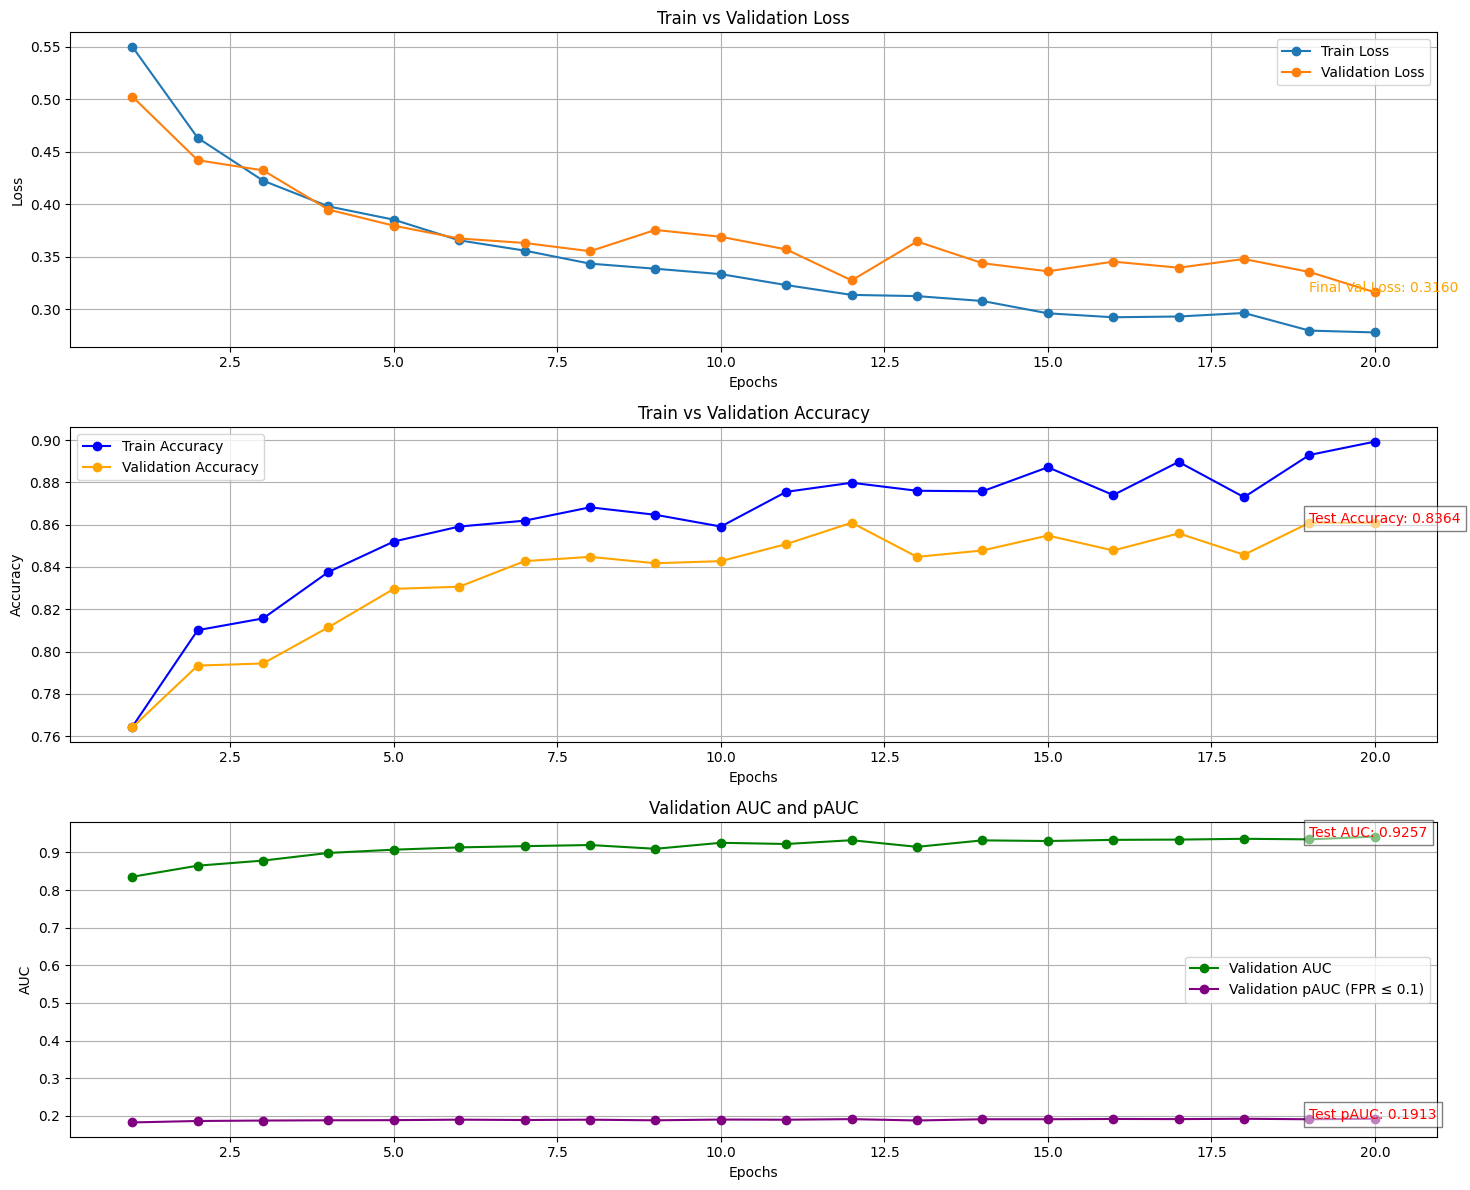 Train vs Validation Loss
Loss
0.55
0.50
0.45
0.40
0.35
0.30
Train Loss
Validation Loss
Final Val Loss: 0.3160
2.5 5.0 7.5 10.0 12.5 15.0 17.5 20.0
Epochs
Train vs Validation Accuracy
Accuracy
0.90
0.88
0.86
0.84
0.82
0.80
0.78
0.76
Train Accuracy
Validation Accuracy
Test Accuracy: 0.8364
2.5 5.0 7.5 10.0 12.5 15.0 17.5 20.0
Epochs
Validation AUC and pAUC
AUC
0.9
0.8
0.7
0.6
0.5
0.4
0.3
0.2
Test AUC: 0.9257
Validation AUC
Validation pAUC (FPR ≤ 0.1)
Test pAUC: 0.1913
2.5 5.0 7.5 10.0 12.5 15.0 17.5 20.0
Epochs